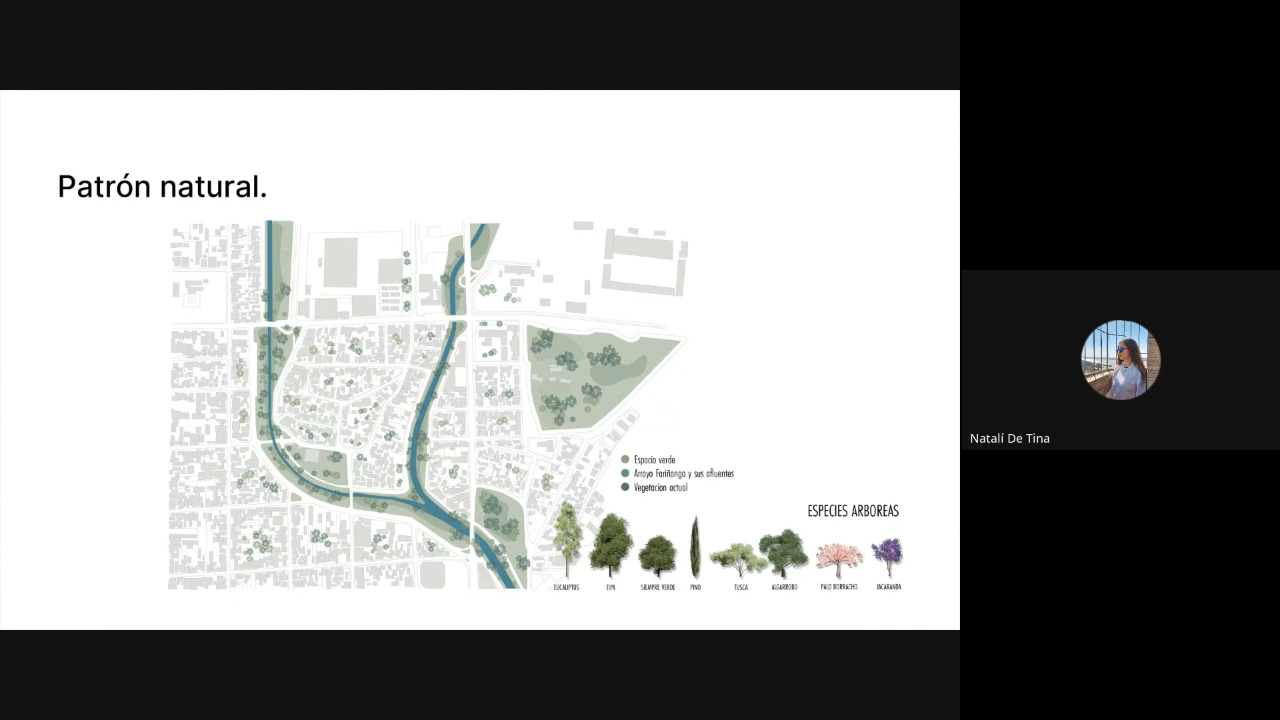 Patrón natural.
Espacio verde
Arroyo Fariñango y sus afluentes
Vegetacion actual
ESPECIES ARBOREAS
EUCALIPTUS TIPA SIEMPRE VERDE PINO TUSCA ALGARROBO PALO BORRACHO JACARANDA
Natalí De Tina